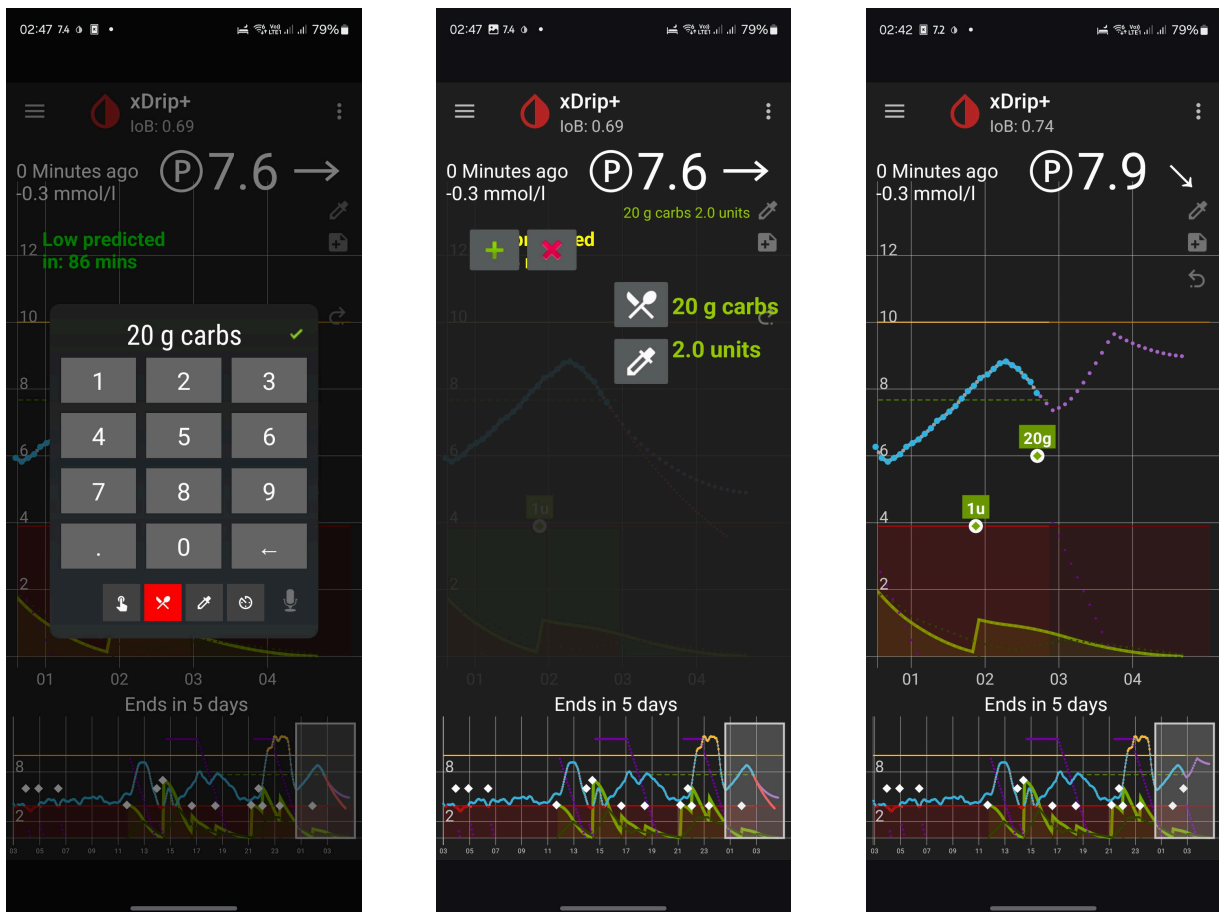 02:47 7.4
79%
xDrip+
IoB: 0.69
0 Minutes ago
-0.3 mmol/l
P 7.6
Low predicted
in: 86 mins
12
10
8
6
4
2
20 g carbs
1 2 3
4 5 6
7 8 9
. 0 ←
01 02 03 04
Ends in 5 days
8
2
03 05 07 09 11 13 15 17 19 21 23 01 03
02:47 7.4
79%
xDrip+
IoB: 0.69
0 Minutes ago
-0.3 mmol/l
P 7.6
20 g carbs 2.0 units
ed
20 g carbs
2.0 units
12
10
8
6
4
2
1u
01 02 03 04
Ends in 5 days
8
2
03 05 07 09 11 13 15 17 19 21 23 01 03
02:42 7.2
79%
xDrip+
IoB: 0.74
0 Minutes ago
-0.3 mmol/l
P 7.9
12
10
8
6
4
2
20g
1u
01 02 03 04
Ends in 5 days
8
2
03 05 07 09 11 13 15 17 19 21 23 01 03